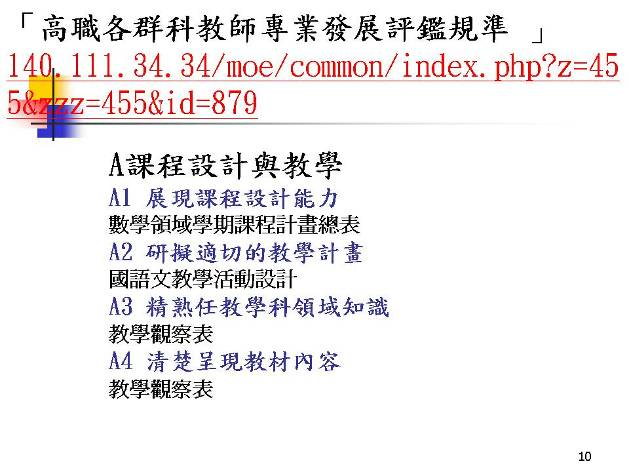 「高職各群科教師專業發展評鑑規準 」
140.111.34.34/moe/common/index.php?z=45
5&zzz=455&id=879
A課程設計與教學
A1 展現課程設計能力
數學領域學期課程計畫總表
A2 研擬適切的教學計畫
國語文教學活動設計
A3 精熟任教學科領域知識
教學觀察表
A4 清楚呈現教材內容
教學觀察表
10